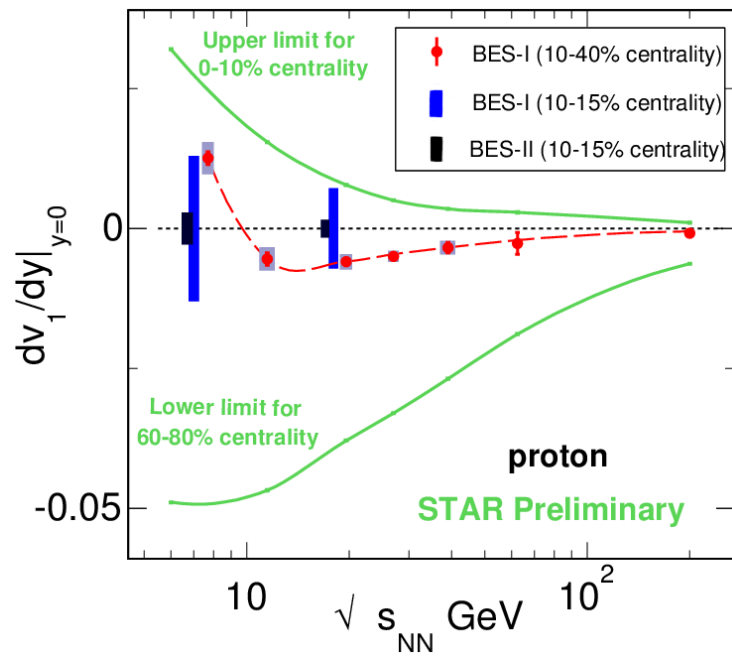 Upper limit for
0-10% centrality
BES-I (10-40% centrality)
BES-I (10-15% centrality)
BES-II (10-15% centrality)
0
dv1/dy|y=0
Lower limit for
60-80% centrality
proton
-0.05
STAR Preliminary
10
10²
√ sNN GeV